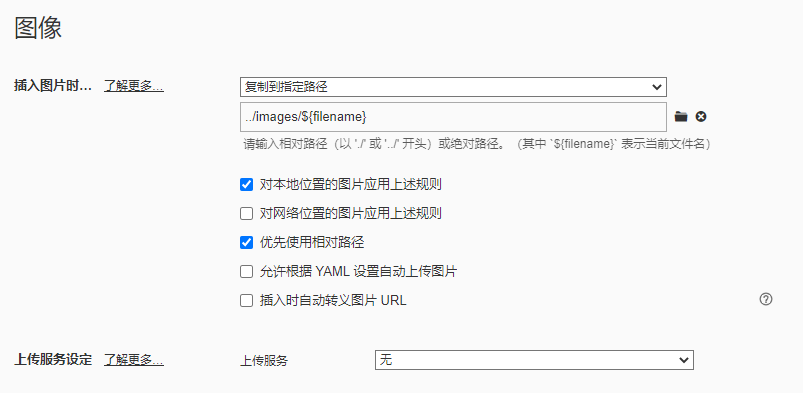 图像
插入图片时... 了解更多... 复制到指定路径
../images/${filename}
请输入相对路径（以 './' 或 '../' 开头）或绝对路径。（其中 `${filename}` 表示当前文件名）
对本地位置的图片应用上述规则
对网络位置的图片应用上述规则
优先使用相对路径
允许根据 YAML 设置自动上传图片
插入时自动转义图片 URL
上传服务设定 了解更多... 上传服务 无